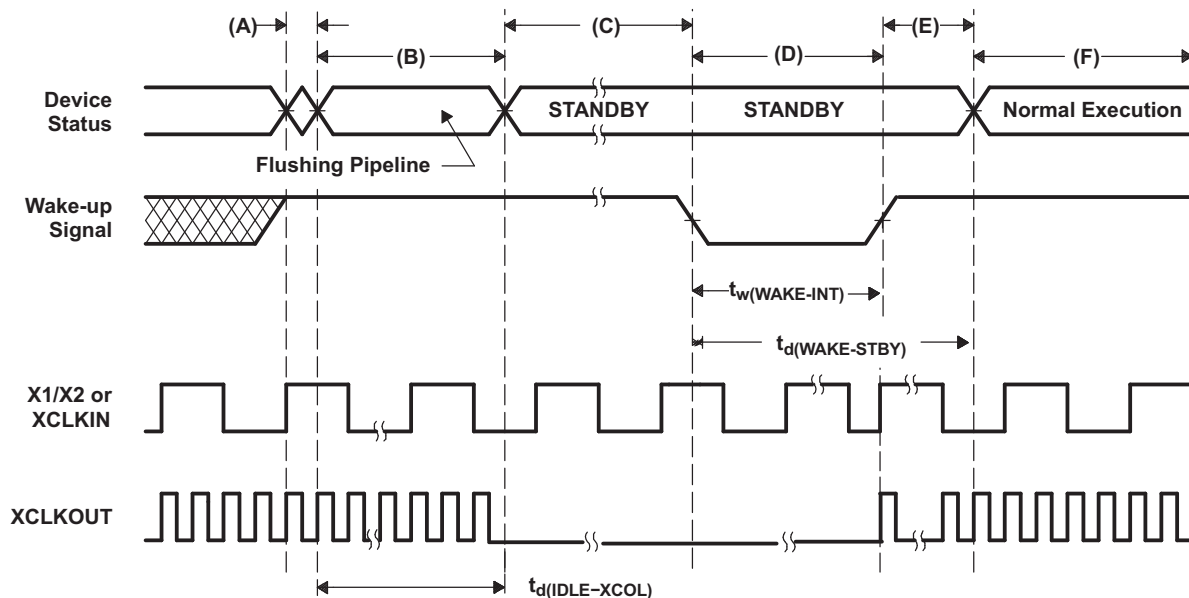 (A)
(C)
(E)
(B)
(D)
(F)
Device
Status
STANDBY
STANDBY
Normal Execution
Flushing Pipeline
Wake-up
Signal
tw(WAKE-INT)
td(WAKE-STBY)
X1/X2 or
XCLKIN
XCLKOUT
td(IDLE−XCOL)